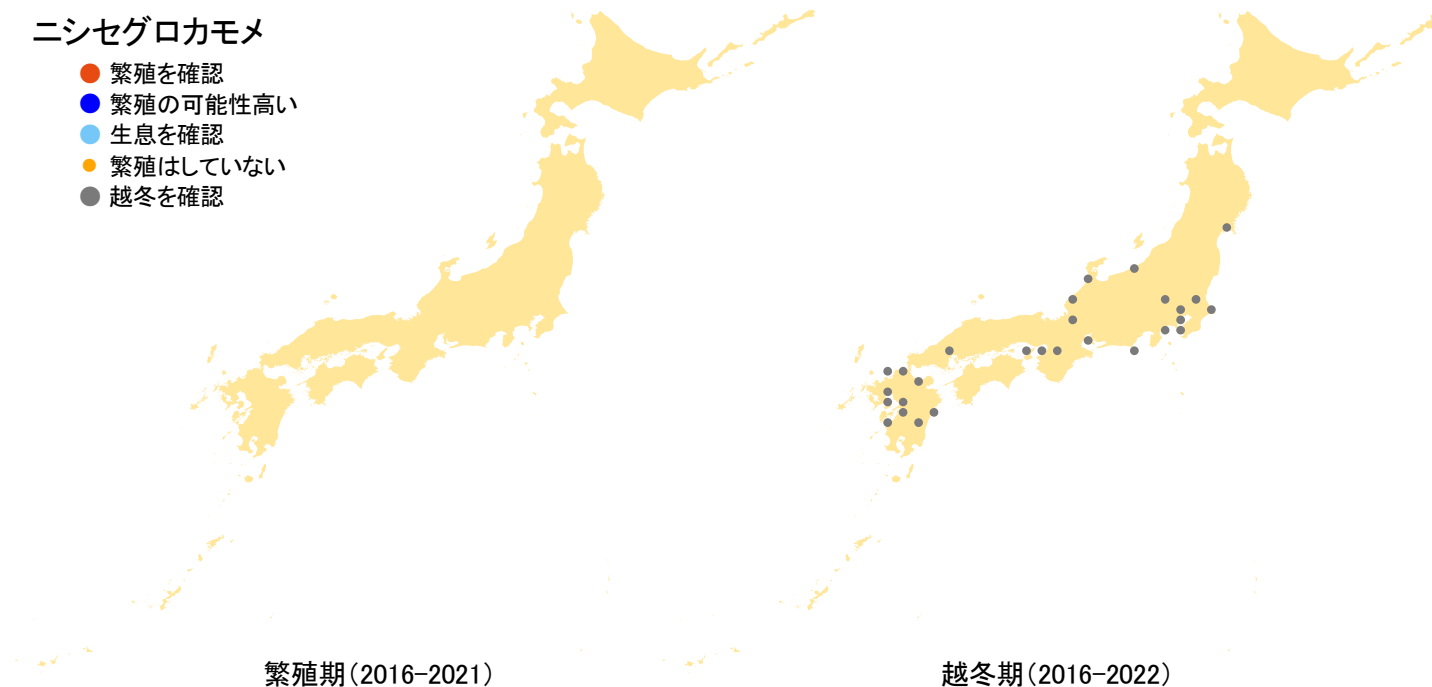 ニシセグロカモメ
繁殖を確認
繁殖の可能性高い
生息を確認
繁殖はしていない
越冬を確認
繁殖期（2016-2021）
越冬期（2016-2022）